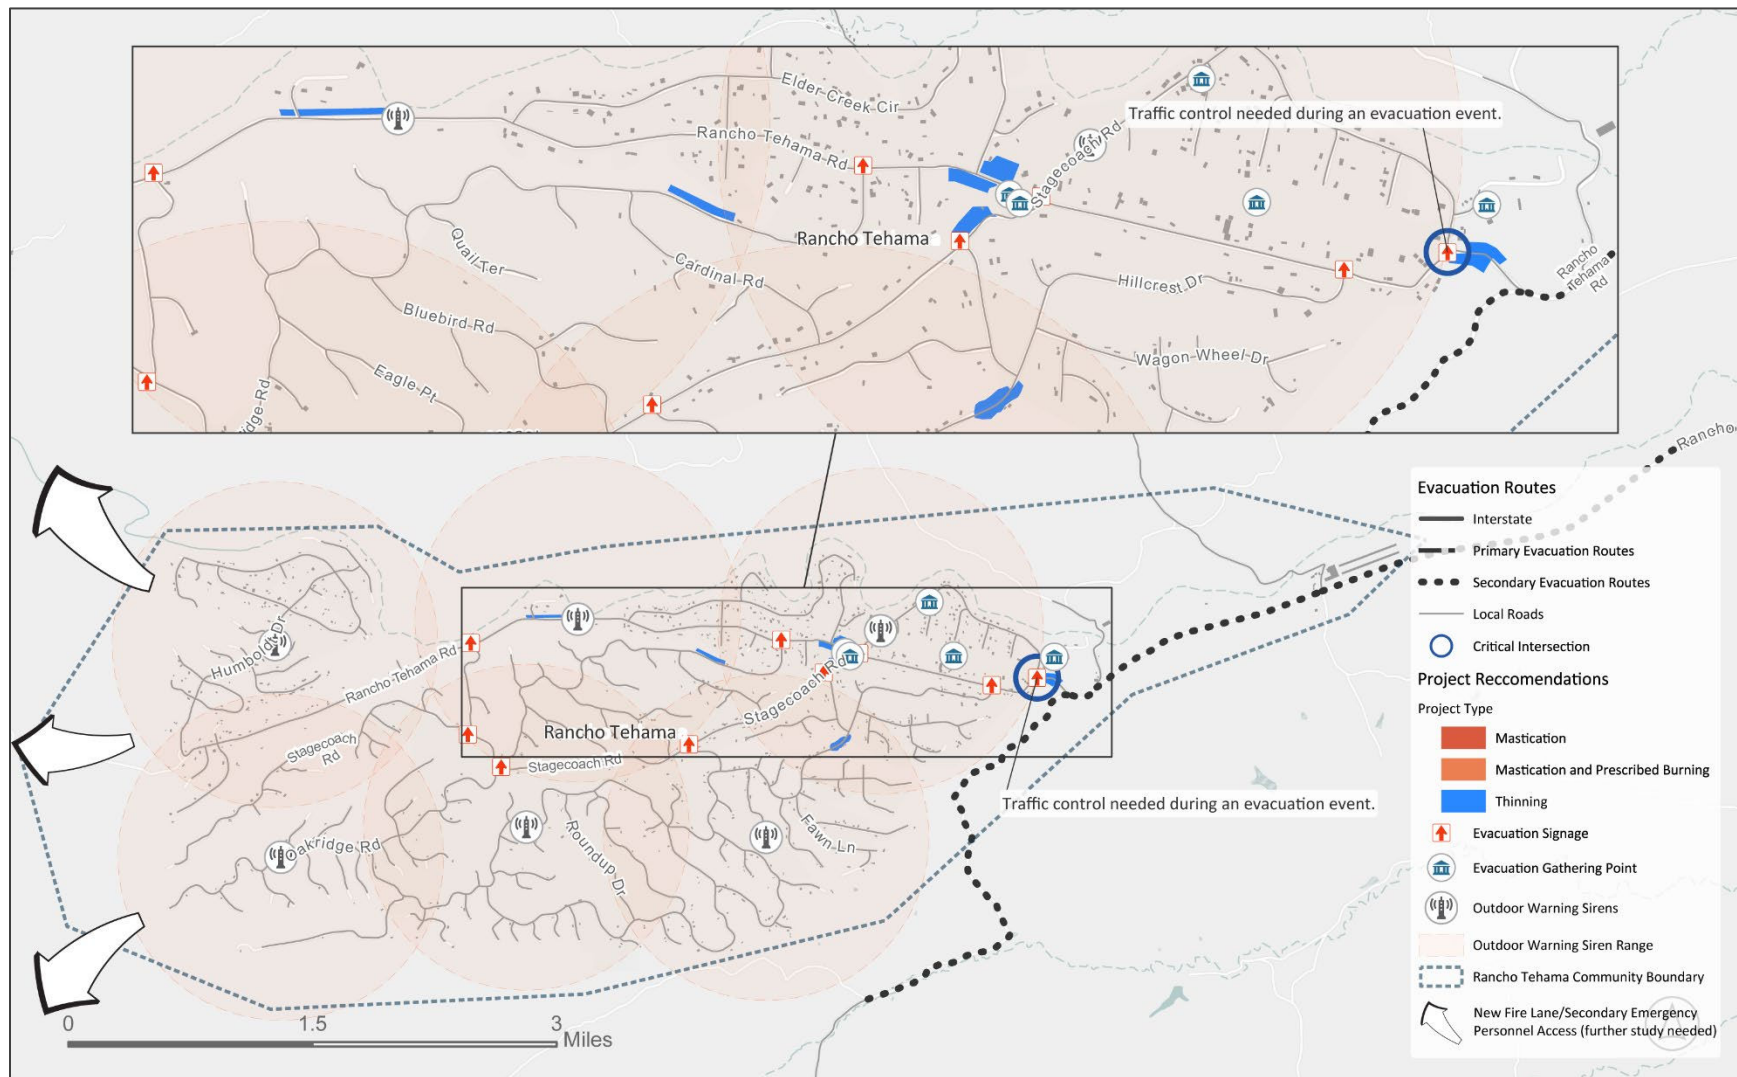 Elder Creek Cir
Traffic control needed during an evacuation event.
Rancho Tehama Rd
Stagecoach Rd
Rancho Tehama
Quail Ter
Cardinal Rd
Hillcrest Dr
Rancho
Tehama
Rd
Bluebird Rd
Wagon Wheel Dr
Eagle Pt
idge Rd
Rancho
Evacuation Routes
Interstate
Primary Evacuation Routes
Secondary Evacuation Routes
Local Roads
Critical Intersection
Project Reccomendations
Project Type
Mastication
Mastication and Prescribed Burning
Thinning
Evacuation Signage
Evacuation Gathering Point
Outdoor Warning Sirens
Outdoor Warning Siren Range
Rancho Tehama Community Boundary
New Fire Lane/Secondary Emergency
Personnel Access (further study needed)
Humboldt Dr
Rancho Tehama Rd
Stagecoach Rd
Rancho Tehama
Stagecoach
Rd
Stagecoach Rd
Traffic control needed during an evacuation event.
Oakridge Rd
Roundup Dr
Fawn Ln
0
1.5
3
Miles